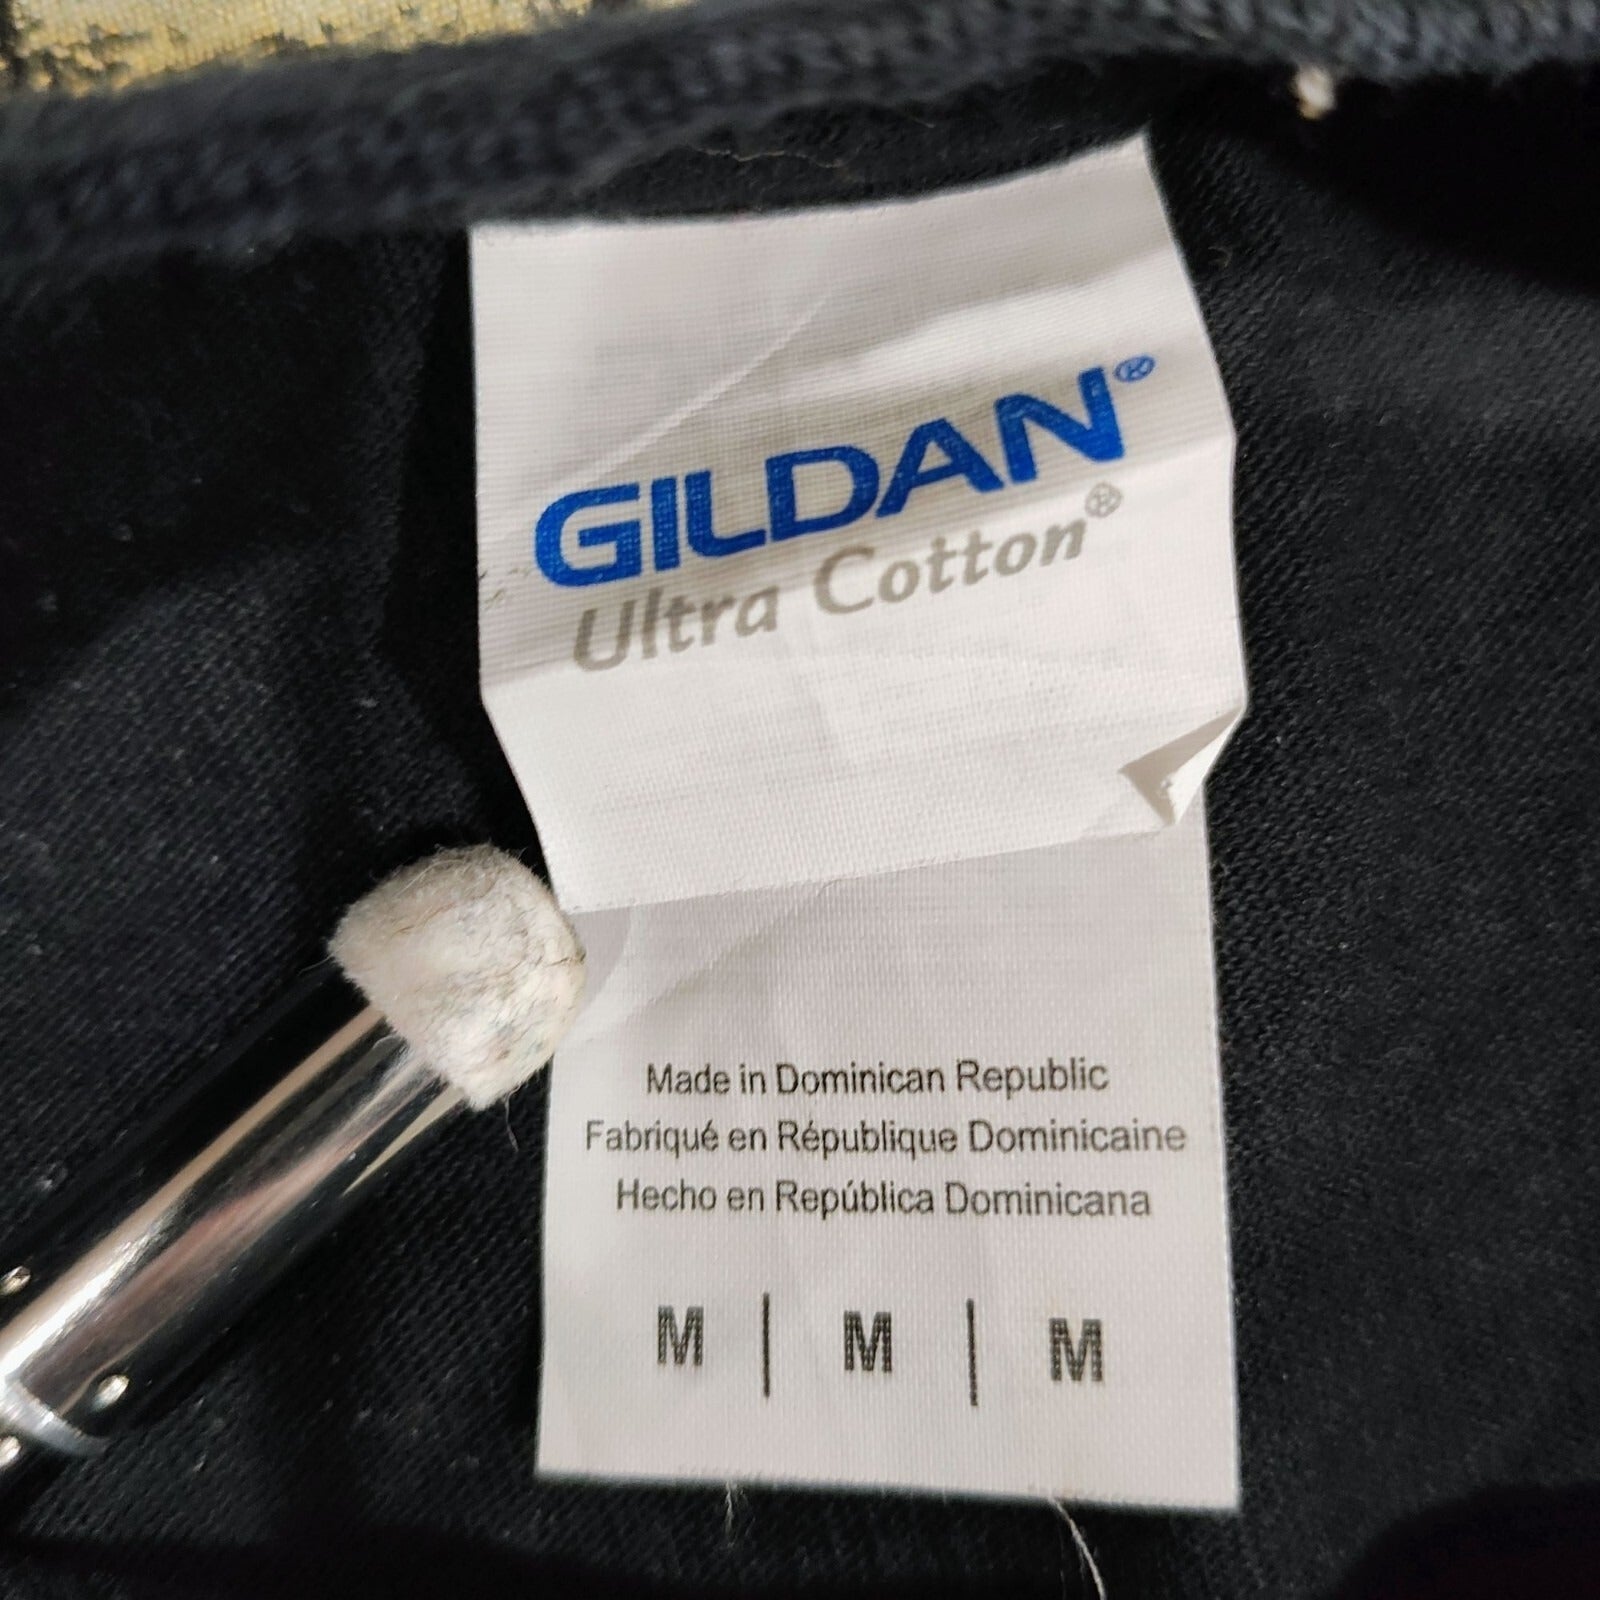 GILDAN®
Ultra Cotton®
Made in Dominican Republic
Fabriqué en République Dominicaine
Hecho en República Dominicana
M | M | M